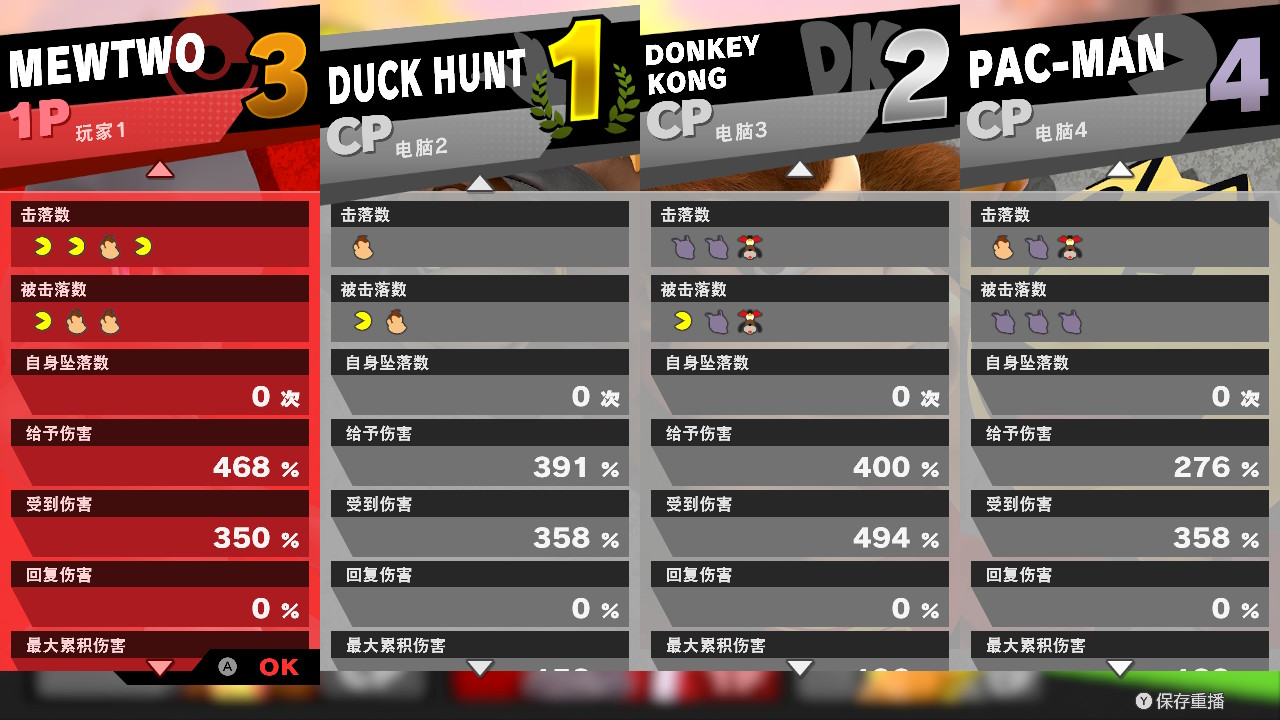 MEWTWO
3
1P 玩家1
击落数
被击落数
自身坠落数
0 次
给予伤害
468 %
受到伤害
350 %
回复伤害
0 %
最大累积伤害
DUCK HUNT
1
CP 电脑2
击落数
被击落数
自身坠落数
0 次
给予伤害
391 %
受到伤害
358 %
回复伤害
0 %
最大累积伤害
DONKEY
KONG
DK
2
CP 电脑3
击落数
被击落数
自身坠落数
0 次
给予伤害
400 %
受到伤害
494 %
回复伤害
0 %
最大累积伤害
PAC-MAN
4
CP 电脑4
击落数
被击落数
自身坠落数
0 次
给予伤害
276 %
受到伤害
358 %
回复伤害
0 %
最大累积伤害
A OK
Y 保存重播